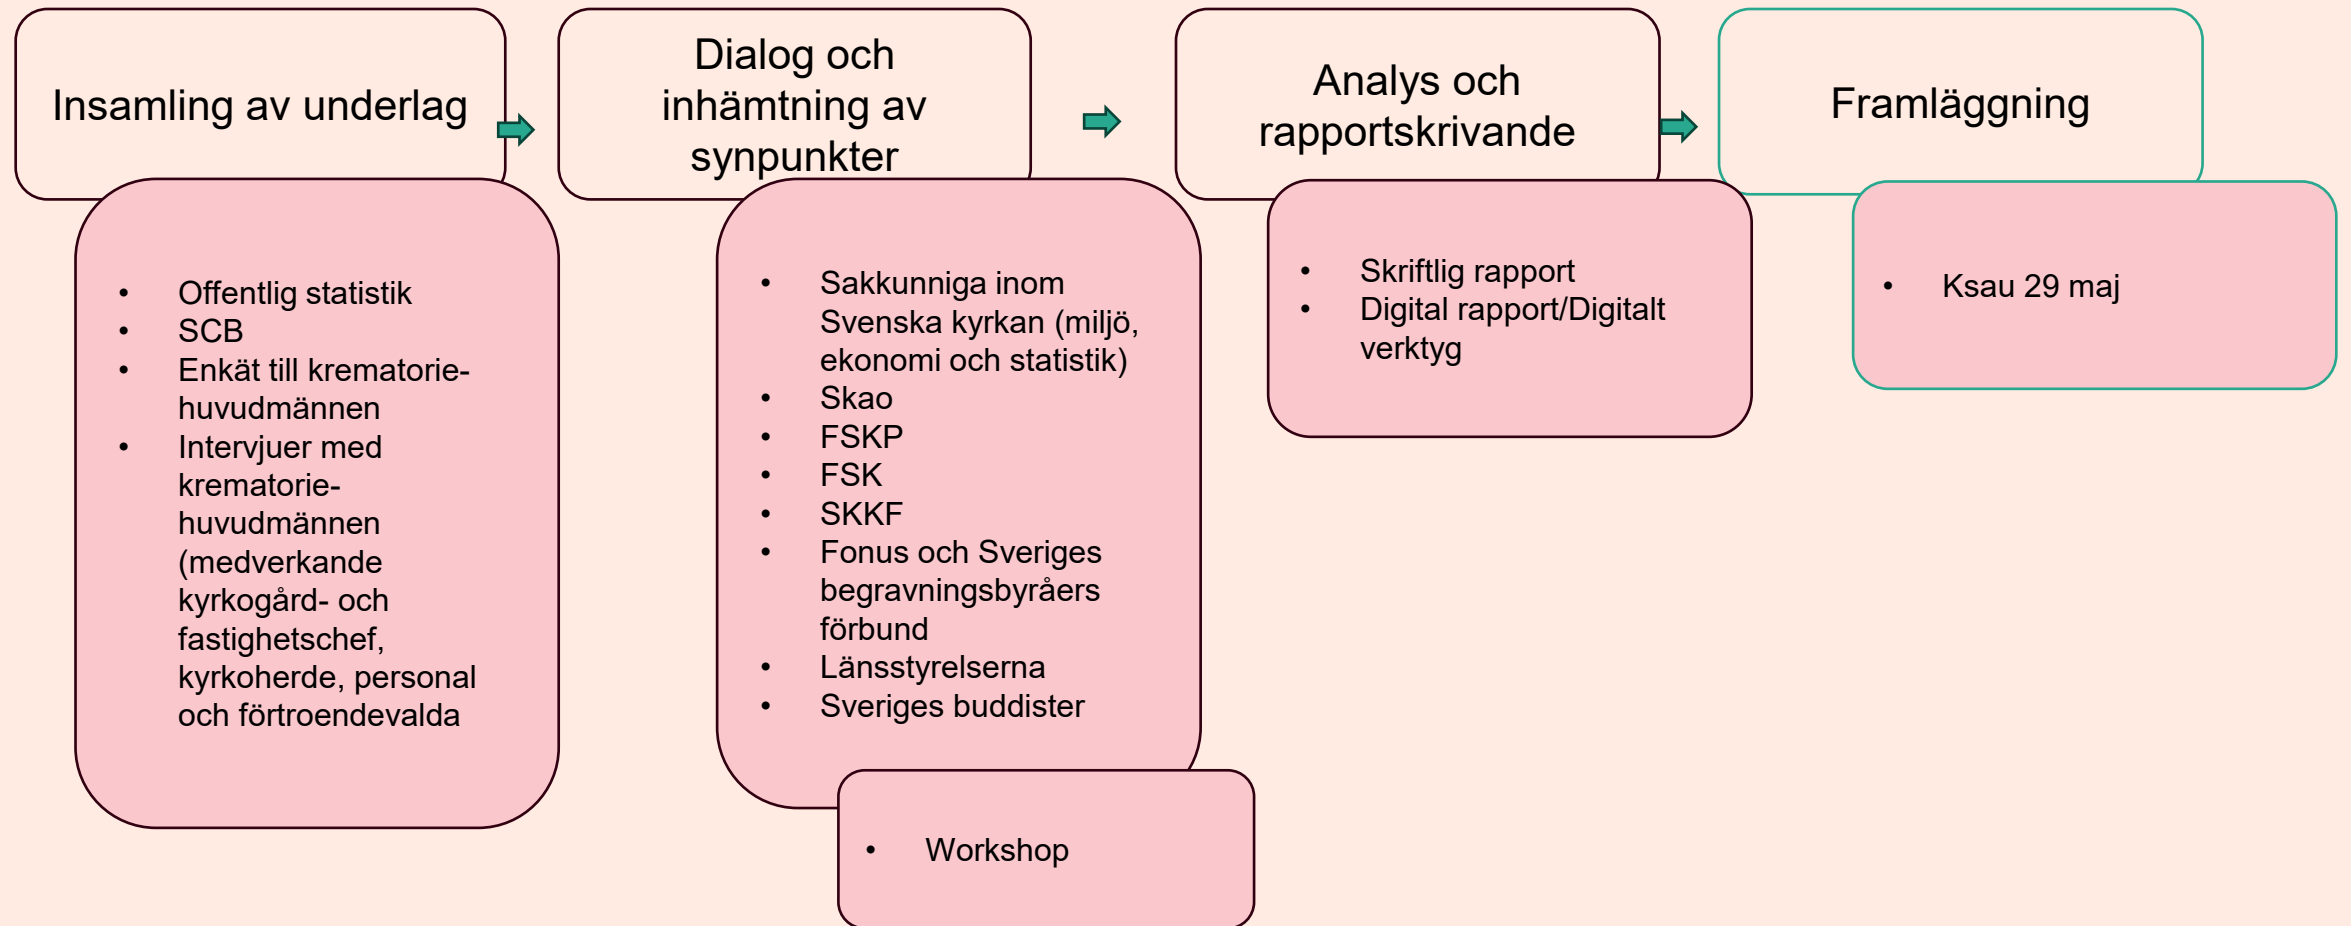 Insamling av underlag
• Offentlig statistik
• SCB
• Enkät till krematorie-
huvudmännen
• Intervjuer med
krematorie-
huvudmännen
(medverkande
kyrkogård- och
fastighetschef,
kyrkoherde, personal
och förtroendevalda
Dialog och
inhämtning av
synpunkter
• Sakkunniga inom
Svenska kyrkan (miljö,
ekonomi och statistik)
• Skao
• FSKP
• FSK
• SKKF
• Fonus och Sveriges
begravningsbyråers
förbund
• Länsstyrelserna
• Sveriges buddister
• Workshop
Analys och
rapportskrivande
• Skriftlig rapport
• Digital rapport/Digitalt
verktyg
Framläggning
• Ksau 29 maj